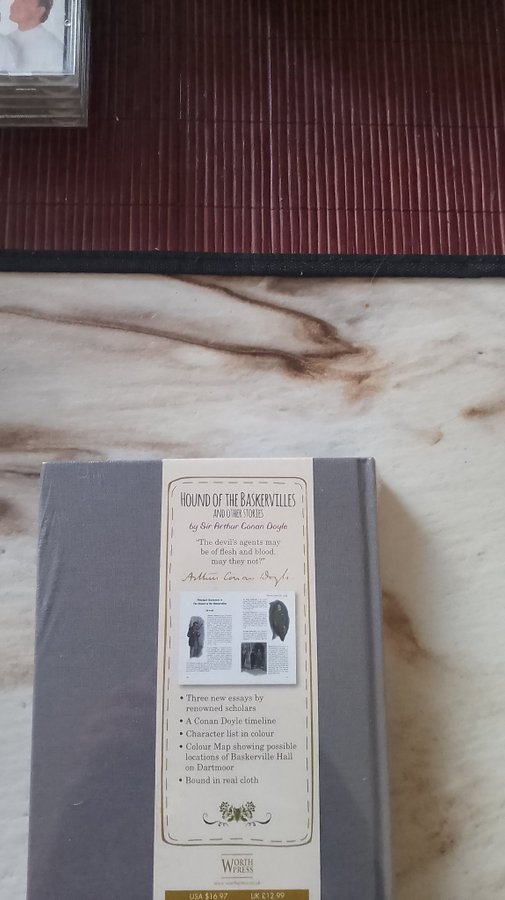 HOUND OF THE BASKERVILLES
AND OTHER STORIES
by Sir Arthur Conan Doyle
"The devil's agents may
be of flesh and blood,
may they not?"
Arthur Conan Doyle
• Three new essays by
renowned scholars
• A Conan Doyle timeline
• Character list in colour
• Colour Map showing possible
locations of Baskerville Hall
on Dartmoor
• Bound in real cloth
WORTH
PRESS
USA $16.97 UK £12.99